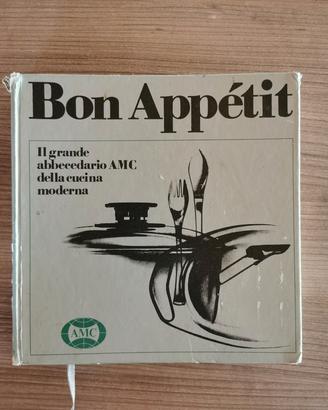 Bon Appétit
Il grande
abbecedario AMC
della cucina
moderna
AMC